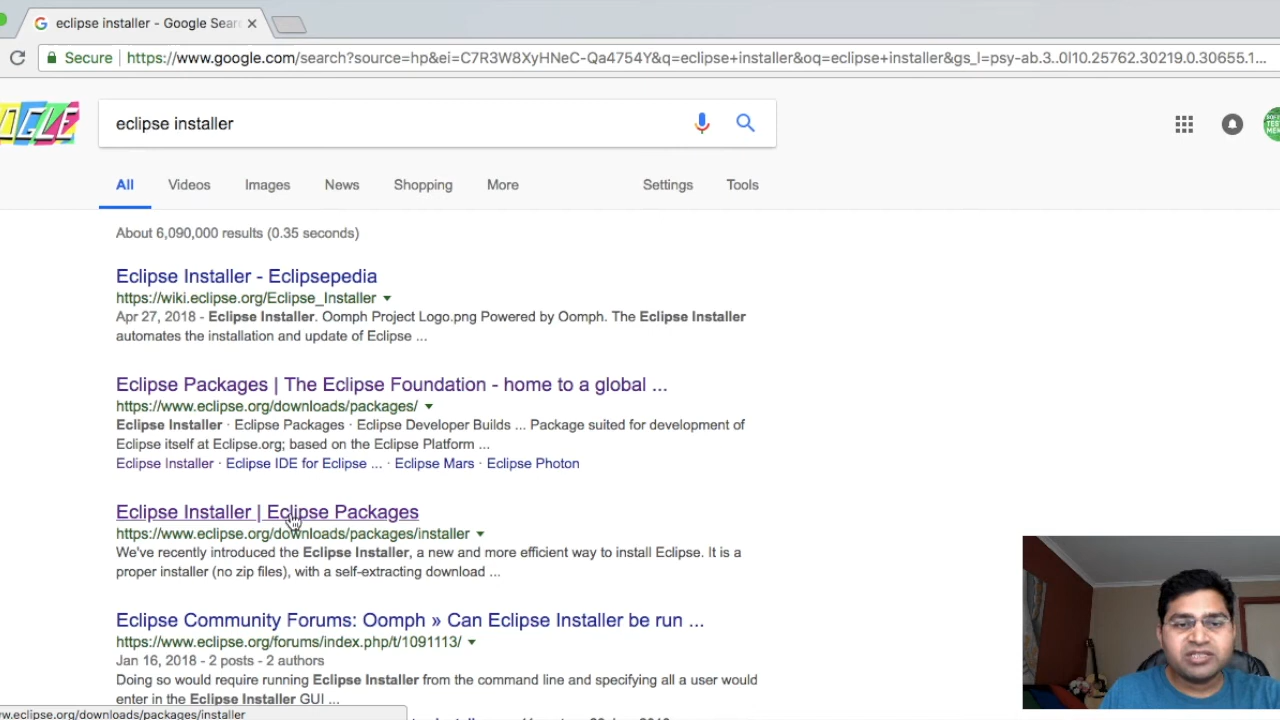 eclipse installer - Google Sear
Secure
https://www.google.com/search?source=hp&ei=C7R3W8XyHNeC-Qa4754Y&q=eclipse+installer&oq=eclipse+installer&gs_l=psy-ab.3..0l10.25762.30219.0.30655.1...
OGLE
eclipse installer
All Videos Images News Shopping More Settings Tools
About 6,090,000 results (0.35 seconds)
Eclipse Installer - Eclipsepedia
https://wiki.eclipse.org/Eclipse_Installer
Apr 27, 2018 - Eclipse Installer. Oomph Project Logo.png Powered by Oomph. The Eclipse Installer
automates the installation and update of Eclipse ...
Eclipse Packages | The Eclipse Foundation - home to a global ...
https://www.eclipse.org/downloads/packages/
Eclipse Installer · Eclipse Packages · Eclipse Developer Builds ... Package suited for development of
Eclipse itself at Eclipse.org; based on the Eclipse Platform ...
Eclipse Installer · Eclipse IDE for Eclipse ... · Eclipse Mars · Eclipse Photon
Eclipse Installer | Eclipse Packages
https://www.eclipse.org/downloads/packages/installer
We've recently introduced the Eclipse Installer, a new and more efficient way to install Eclipse. It is a
proper installer (no zip files), with a self-extracting download ...
Eclipse Community Forums: Oomph » Can Eclipse Installer be run ...
https://www.eclipse.org/forums/index.php/t/1091113/
Jan 16, 2018 - 2 posts - 2 authors
Doing so would require running Eclipse Installer from the command line and specifying all a user would
enter in the Eclipse Installer GUI ...
w.eclipse.org/downloads/packages/installer